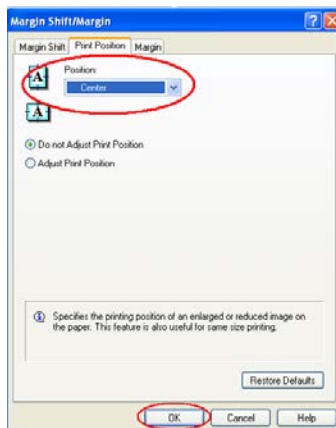 Margin Shift/Margin
Margin Shift Print Position Margin
Position:
A
Center
A
Do not Adjust Print Position
Adjust Print Position
Specifies the printing position of an enlarged or reduced image on
the paper. This feature is also useful for same size printing.
Restore Defaults
OK Cancel Help